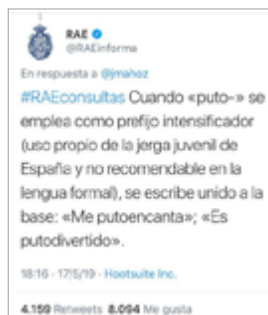 RAE
@RAEinforma
En respuesta a @jmahoz
#RAEconsultas Cuando «puto-» se
emplea como prefijo intensificador
(uso propio de la jerga juvenil de
España y no recomendable en la
lengua formal), se escribe unido a la
base: «Me putoencanta»; «Es
putodivertido».
18:16 · 17/5/19 · Hootsuite Inc.
4.159 Retweets 8.094 Me gusta